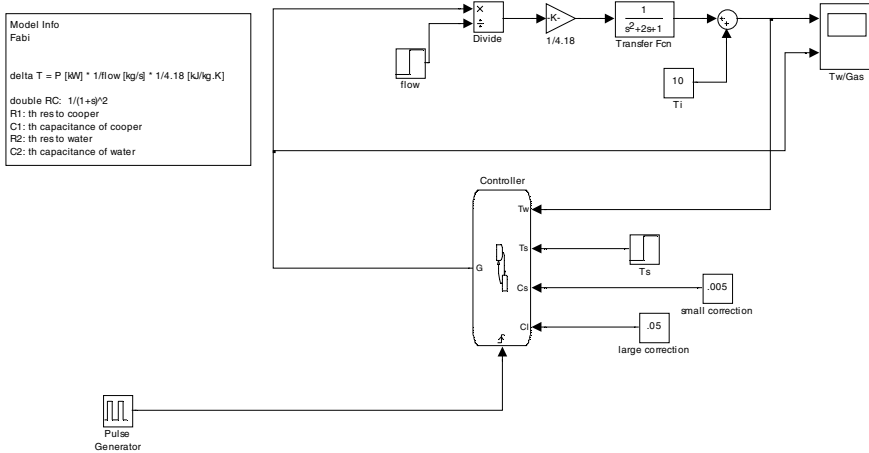 Model Info
Fabi
delta T = P [kW] * 1/flow [kg/s] * 1/4.18 [kJ/kg.K]
double RC:  1/(1+s)^2
R1: th res to cooper
C1: th capacitance of cooper
R2: th res to water
C2: th capacitance of water
×
÷
Divide
flow
-K-
1/4.18
1
s²+2s+1
Transfer Fcn
+
+
10
Ti
Tw/Gas
Controller
Tw
Ts
G
Cs
Cl
Ts
.005
small correction
.05
large correction
Pulse
Generator